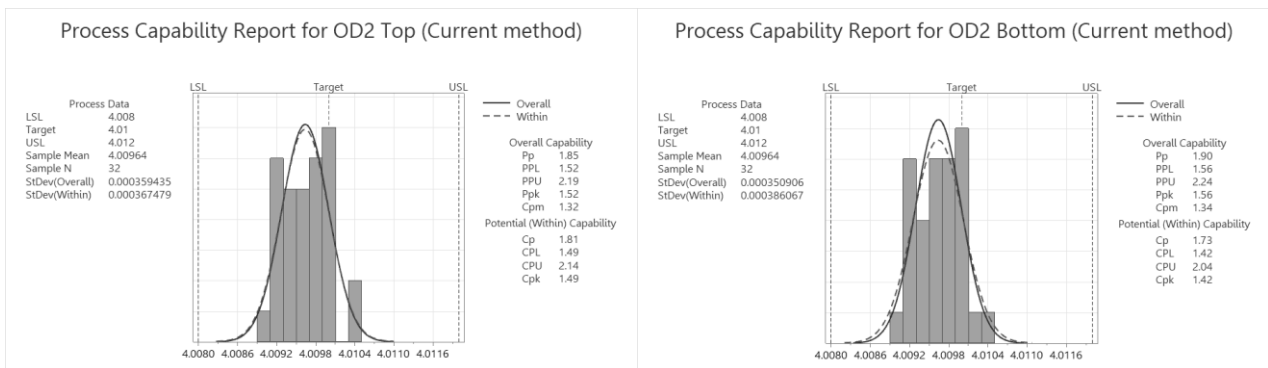 Process Capability Report for OD2 Top (Current method)
LSL Target USL
Process Data
LSL 4.008
Target 4.01
USL 4.012
Sample Mean 4.00964
Sample N 32
StDev(Overall) 0.000359435
StDev(Within) 0.000367479
Overall
Within
Overall Capability
Pp 1.85
PPL 1.52
PPU 2.19
Ppk 1.52
Cpm 1.32
Potential (Within) Capability
Cp 1.81
CPL 1.49
CPU 2.14
Cpk 1.49
4.0080 4.0086 4.0092 4.0098 4.0104 4.0110 4.0116
Process Capability Report for OD2 Bottom (Current method)
LSL Target USL
Process Data
LSL 4.008
Target 4.01
USL 4.012
Sample Mean 4.00964
Sample N 32
StDev(Overall) 0.000350906
StDev(Within) 0.000386067
Overall
Within
Overall Capability
Pp 1.90
PPL 1.56
PPU 2.24
Ppk 1.56
Cpm 1.34
Potential (Within) Capability
Cp 1.73
CPL 1.42
CPU 2.04
Cpk 1.42
4.0080 4.0086 4.0092 4.0098 4.0104 4.0110 4.0116